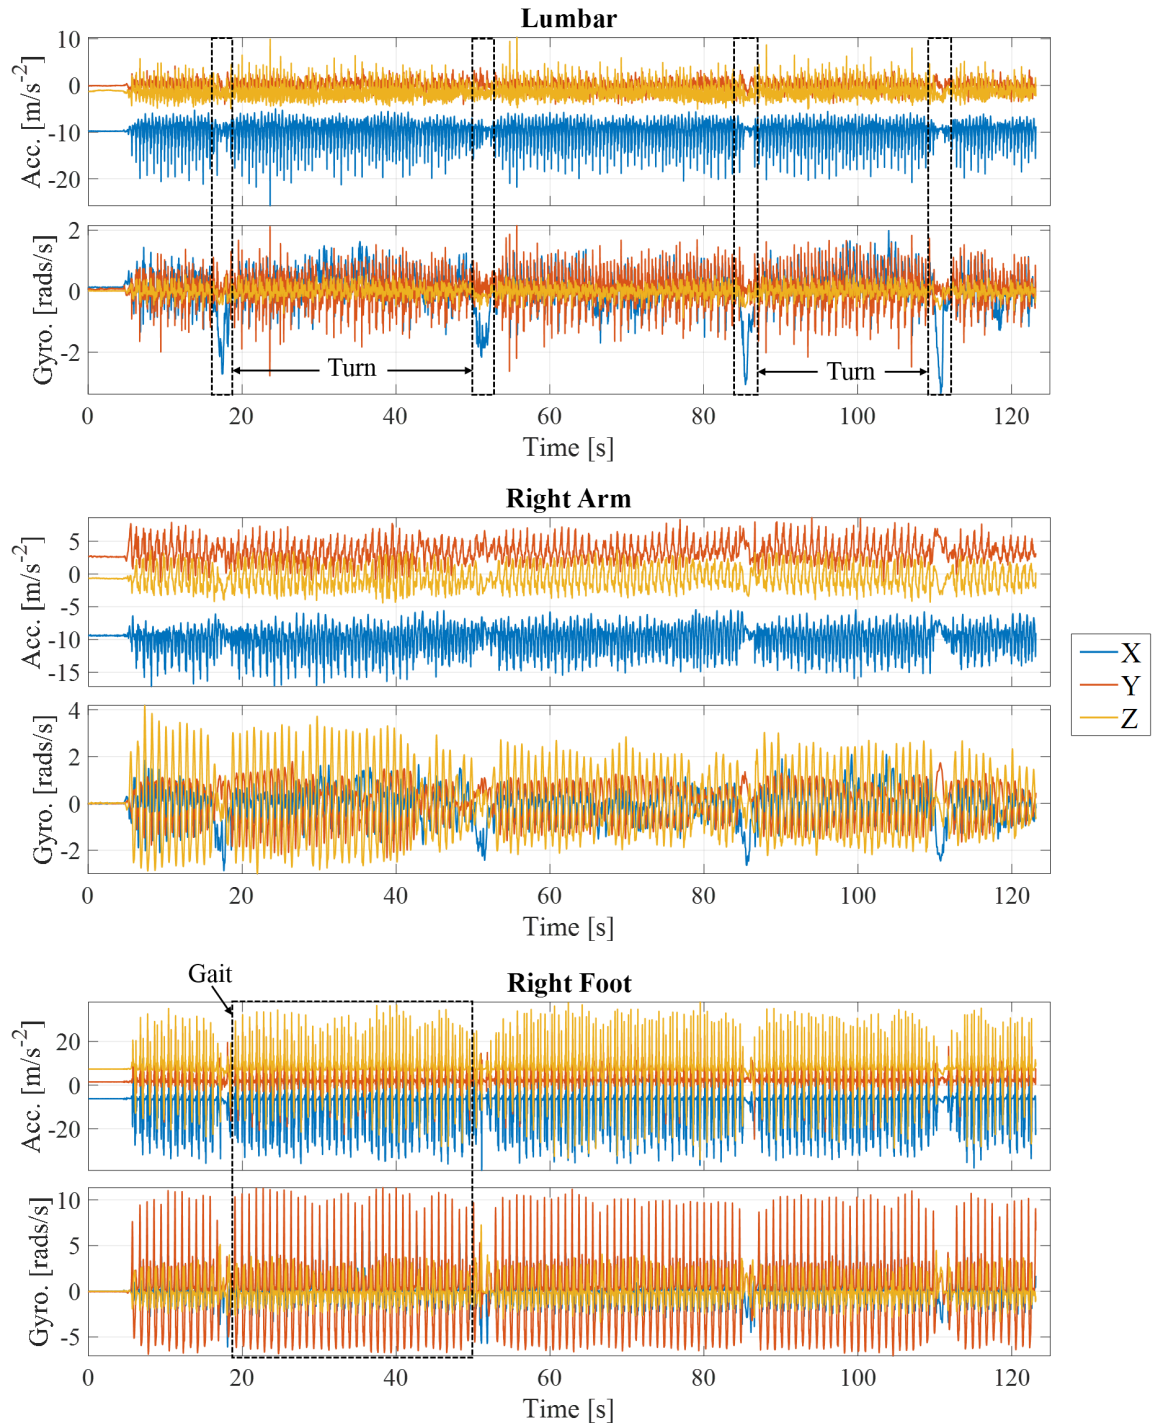 Lumbar
Acc. [m/s⁻²]
10
0
-10
-20
Gyro. [rads/s]
2
0
-2
Turn
Turn
0 20 40 60 80 100 120
Time [s]
Right Arm
Acc. [m/s⁻²]
5
0
-5
-10
-15
Gyro. [rads/s]
4
2
0
-2
0 20 40 60 80 100 120
Time [s]
X
Y
Z
Gait
Right Foot
Acc. [m/s⁻²]
20
0
-20
Gyro. [rads/s]
10
5
0
-5
0 20 40 60 80 100 120
Time [s]